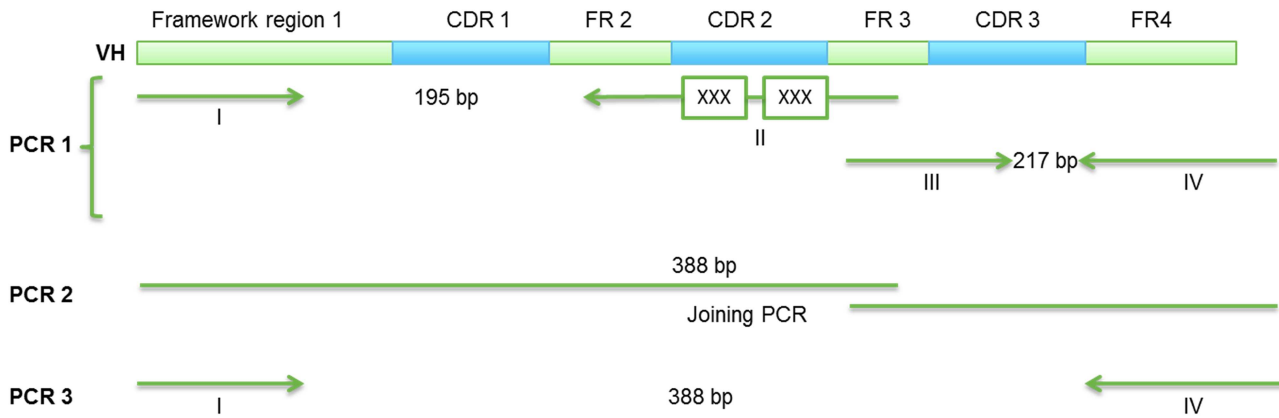 Framework region 1 CDR 1 FR 2 CDR 2 FR 3 CDR 3 FR4
VH
195 bp XXX XXX
I II
PCR 1
217 bp
III IV
388 bp
PCR 2
Joining PCR
PCR 3 388 bp
I IV